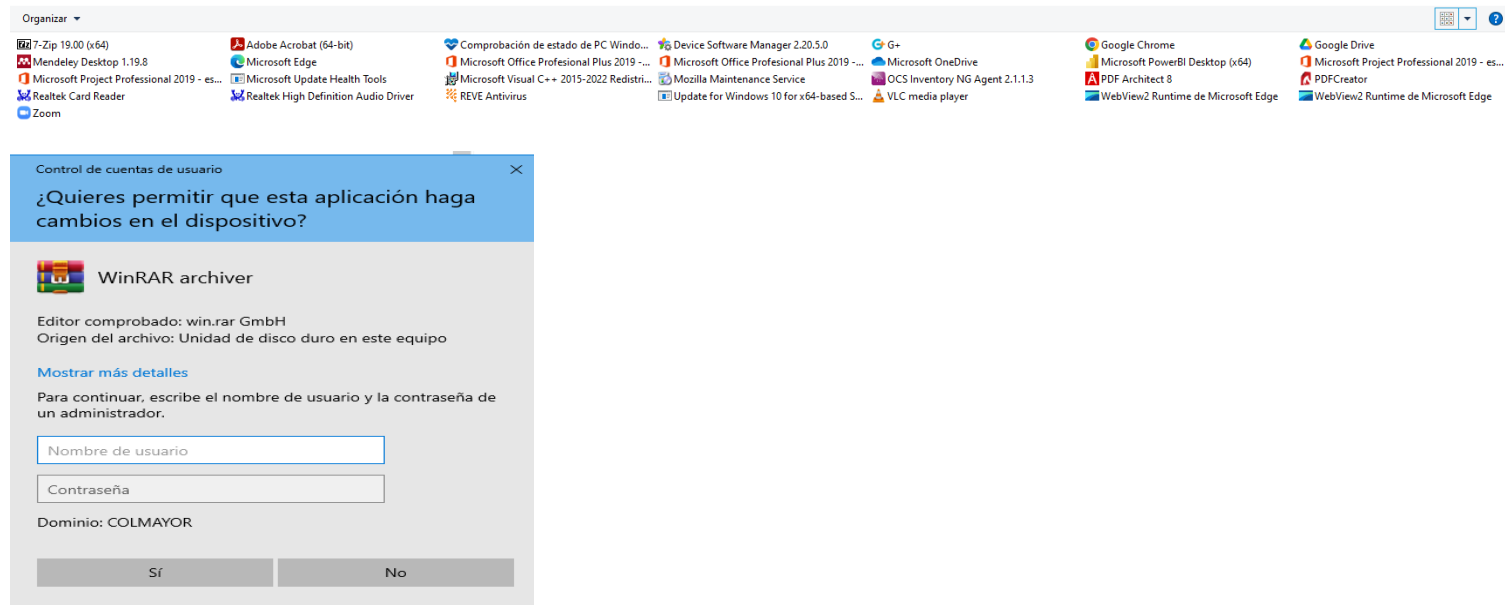 Organizar
7-Zip 19.00 (x64) Adobe Acrobat (64-bit) Comprobación de estado de PC Windo... Device Software Manager 2.20.5.0 G+ Google Chrome Google Drive
Mendeley Desktop 1.19.8 Microsoft Edge Microsoft Office Profesional Plus 2019 -... Microsoft Office Profesional Plus 2019 -... Microsoft OneDrive Microsoft PowerBI Desktop (x64) Microsoft Project Professional 2019 - es...
Microsoft Project Professional 2019 - es... Microsoft Update Health Tools Microsoft Visual C++ 2015-2022 Redistri... Mozilla Maintenance Service OCS Inventory NG Agent 2.1.1.3 PDF Architect 8 PDFCreator
Realtek Card Reader Realtek High Definition Audio Driver REVE Antivirus Update for Windows 10 for x64-based S... VLC media player WebView2 Runtime de Microsoft Edge WebView2 Runtime de Microsoft Edge
Zoom
Control de cuentas de usuario
¿Quieres permitir que esta aplicación haga
cambios en el dispositivo?
WinRAR archiver
Editor comprobado: win.rar GmbH
Origen del archivo: Unidad de disco duro en este equipo
Mostrar más detalles
Para continuar, escribe el nombre de usuario y la contraseña de
un administrador.
Nombre de usuario
Contraseña
Dominio: COLMAYOR
Sí No